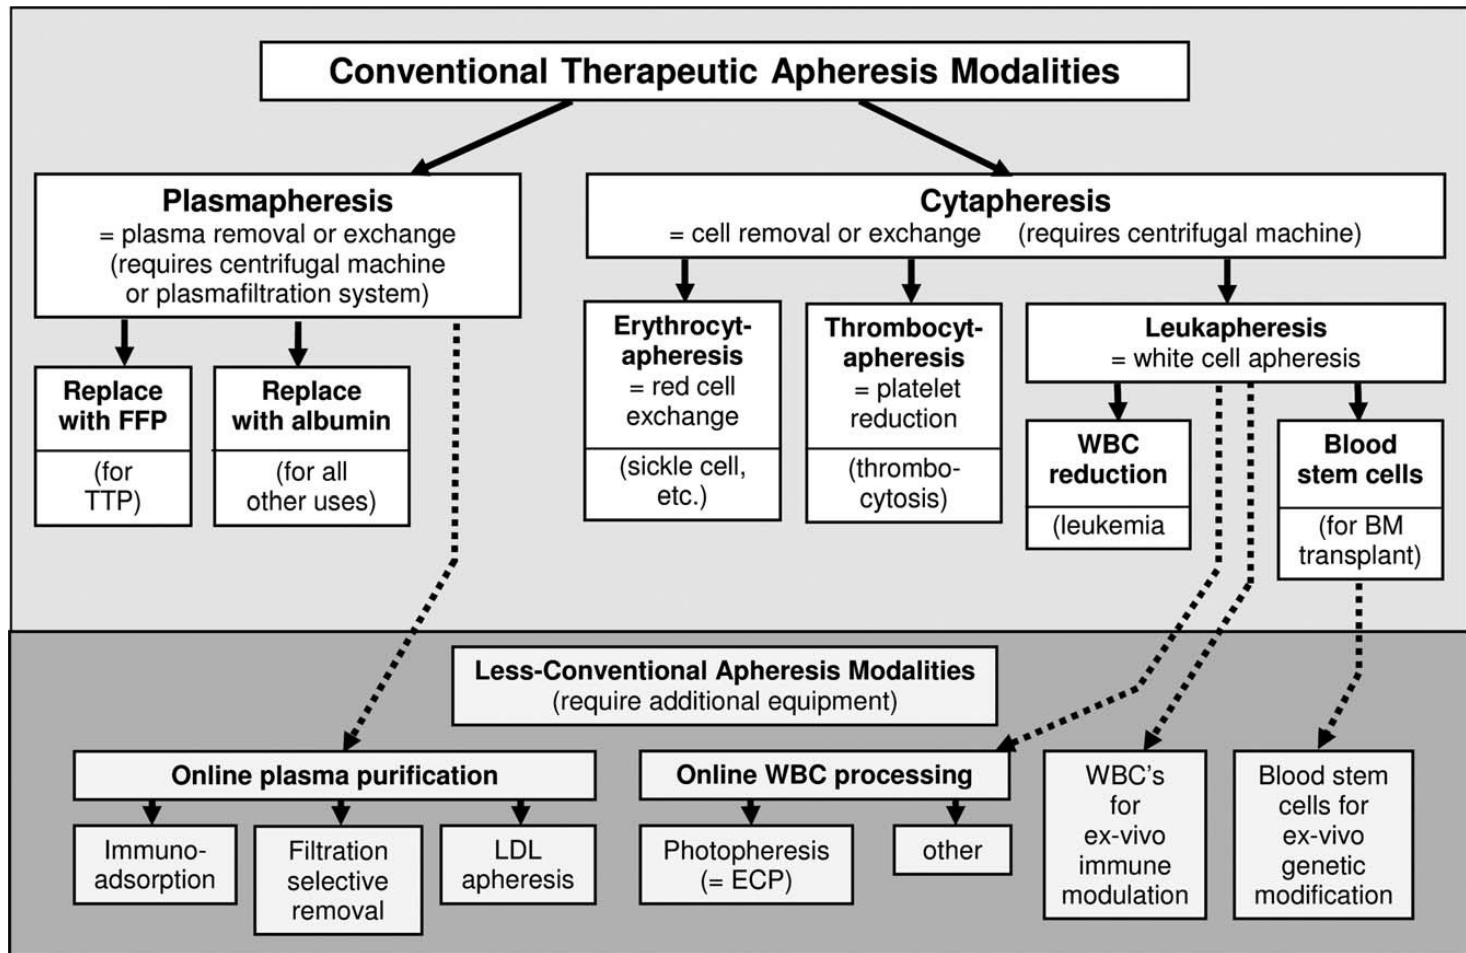 Conventional Therapeutic Apheresis Modalities
Plasmapheresis
= plasma removal or exchange
(requires centrifugal machine
or plasmafiltration system)
Cytapheresis
= cell removal or exchange (requires centrifugal machine)
Replace
with FFP
(for
TTP)
Replace
with albumin
(for all
other uses)
Erythrocyt-
apheresis
= red cell
exchange
(sickle cell,
etc.)
Thrombocyt-
apheresis
= platelet
reduction
(thrombo-
cytosis)
Leukapheresis
= white cell apheresis
WBC
reduction
(leukemia
Blood
stem cells
(for BM
transplant)
Less-Conventional Apheresis Modalities
(require additional equipment)
Online plasma purification
Immuno-
adsorption
Filtration
selective
removal
LDL
apheresis
Online WBC processing
Photopheresis
(= ECP)
other
WBC's
for
ex-vivo
immune
modulation
Blood stem
cells for
ex-vivo
genetic
modification